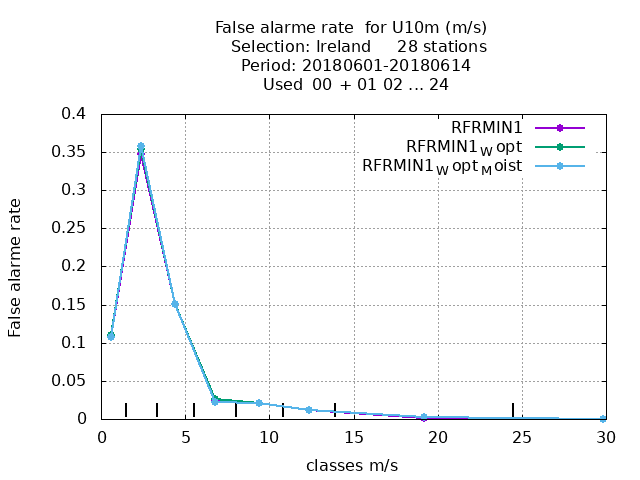 False alarme rate for U10m (m/s)
Selection: Ireland 28 stations
Period: 20180601-20180614
Used 00 + 01 02 ... 24
0.4
0.35
0.3
0.25
0.2
0.15
0.1
0.05
0
False alarme rate
RFRMIN1
RFRMIN1Wopt
RFRMIN1WoptMoist
0 5 10 15 20 25 30
classes m/s